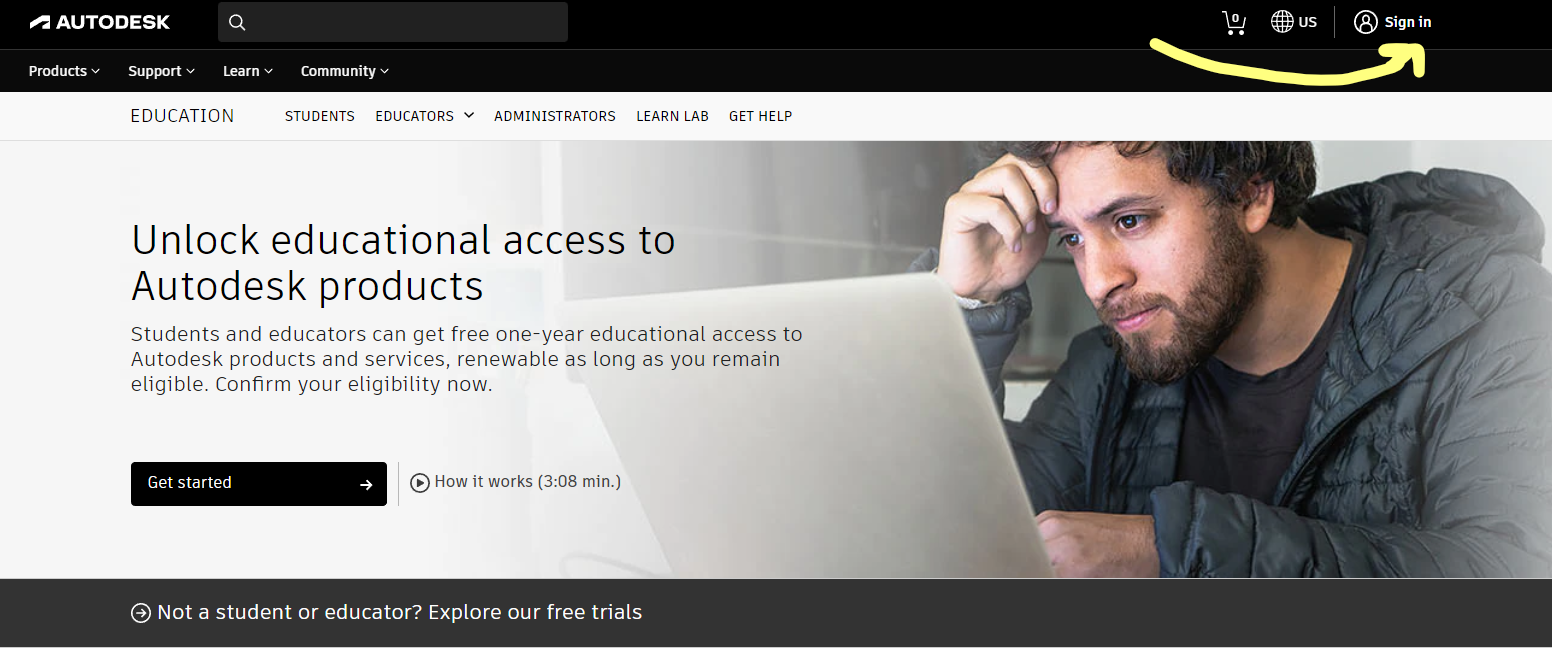 AUTODESK
0
US
Sign in
Products
Support
Learn
Community
EDUCATION
STUDENTS
EDUCATORS
ADMINISTRATORS
LEARN LAB
GET HELP
Unlock educational access to
Autodesk products
Students and educators can get free one-year educational access to
Autodesk products and services, renewable as long as you remain
eligible. Confirm your eligibility now.
Get started
How it works (3:08 min.)
Not a student or educator? Explore our free trials